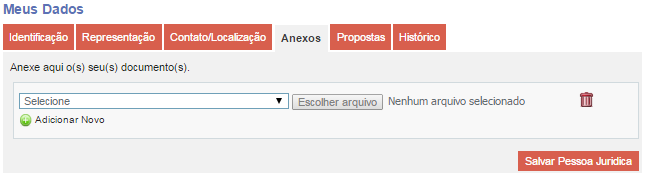 Meus Dados
Identificação Representação Contato/Localização Anexos Propostas Histórico
Anexe aqui o(s) seu(s) documento(s).
Selecione Escolher arquivo Nenhum arquivo selecionado
Adicionar Novo
Salvar Pessoa Juridica